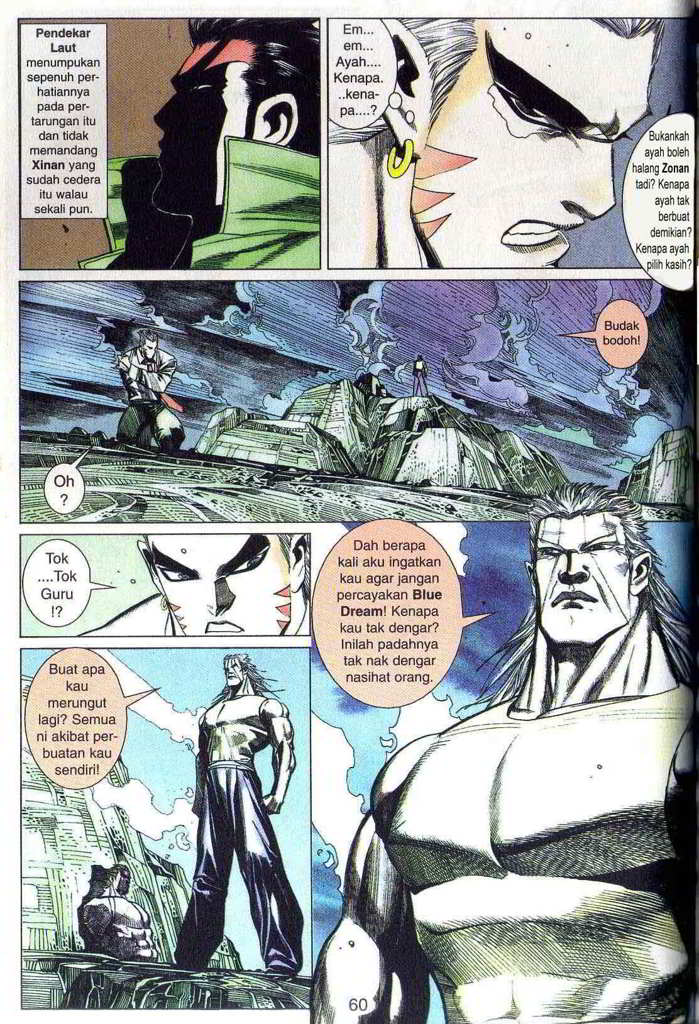 Pendekar
Laut
menumpukan
sepenuh per-
hatiannya
pada per-
tarungan itu
dan tidak
memandang
Xinan yang
sudah cedera
itu walau
sekali pun.
Em...
em...
Ayah....
Kenapa.
..kena-
pa....?
Bukankah
ayah boleh
halang Zonan
tadi? Kenapa
ayah tak
berbuat
demikian?
Kenapa ayah
pilih kasih?
Budak
bodoh!
Oh
?
Tok
....Tok
Guru
!?
Dah berapa
kali aku ingatkan
kau agar jangan
percayakan Blue
Dream! Kenapa
kau tak dengar?
Inilah padahnya
tak nak dengar
nasihat orang.
Buat apa
kau
merungut
lagi? Semua
ni akibat per-
buatan kau
sendiri!
60